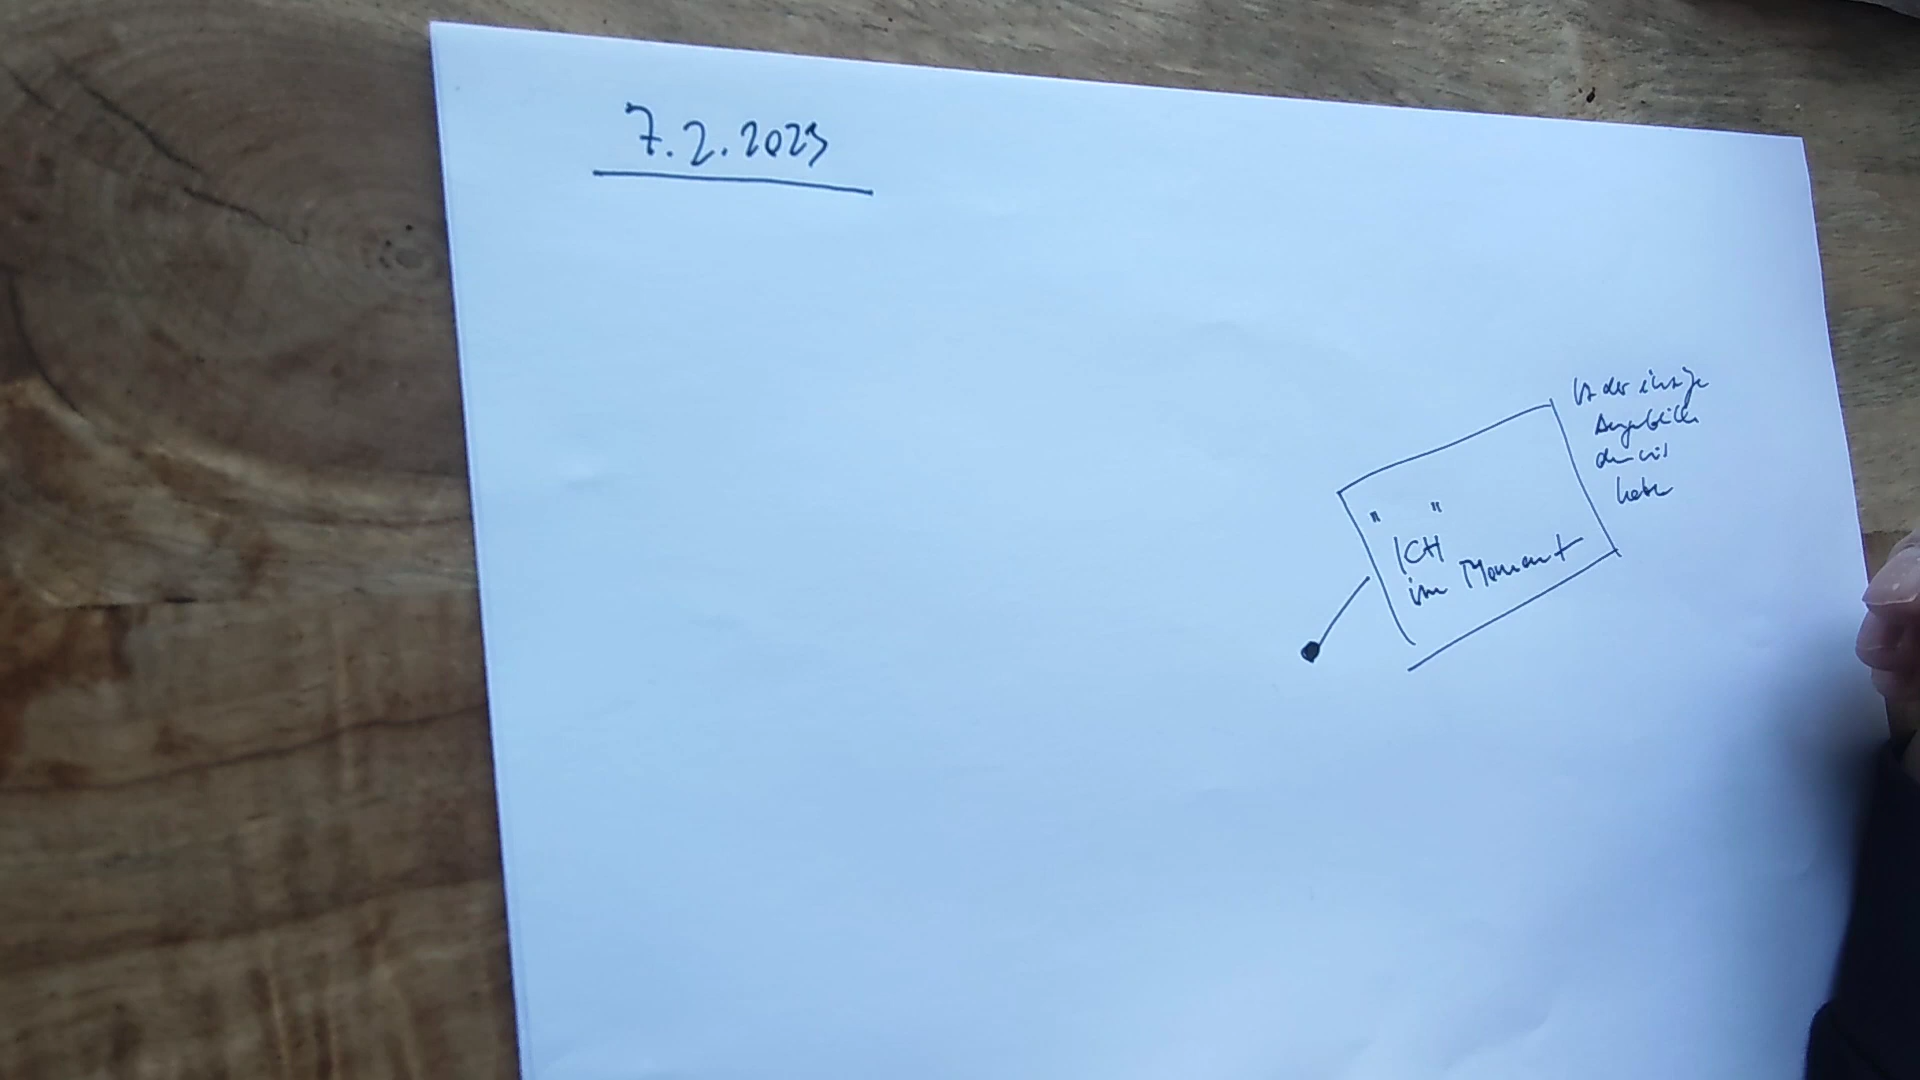 7.2.2023
Ist der einzige
Augenblick
den wir
haben
" "
ICH
im Moment